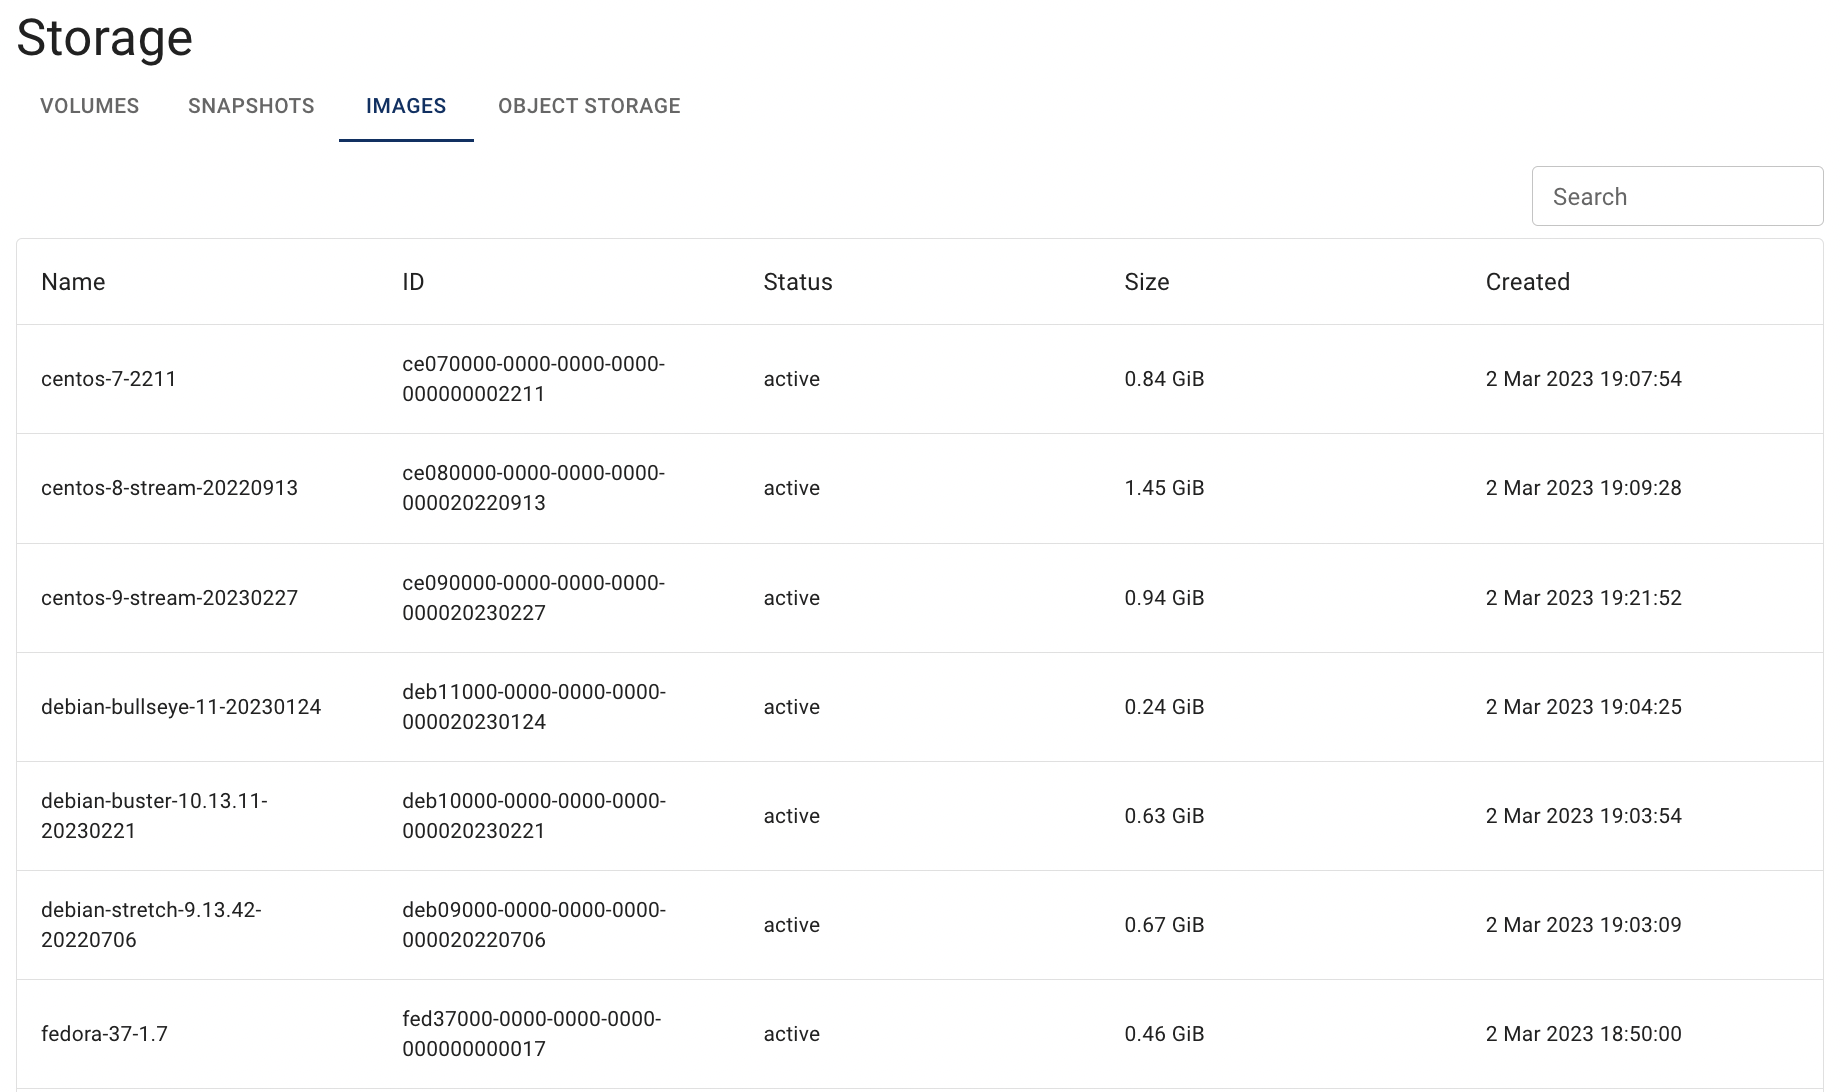 Storage
VOLUMES SNAPSHOTS IMAGES OBJECT STORAGE
Search
Name ID Status Size Created
centos-7-2211 ce070000-0000-0000-0000-000000002211 active 0.84 GiB 2 Mar 2023 19:07:54
centos-8-stream-20220913 ce080000-0000-0000-0000-000020220913 active 1.45 GiB 2 Mar 2023 19:09:28
centos-9-stream-20230227 ce090000-0000-0000-0000-000020230227 active 0.94 GiB 2 Mar 2023 19:21:52
debian-bullseye-11-20230124 deb11000-0000-0000-0000-000020230124 active 0.24 GiB 2 Mar 2023 19:04:25
debian-buster-10.13.11-20230221 deb10000-0000-0000-0000-000020230221 active 0.63 GiB 2 Mar 2023 19:03:54
debian-stretch-9.13.42-20220706 deb09000-0000-0000-0000-000020220706 active 0.67 GiB 2 Mar 2023 19:03:09
fedora-37-1.7 fed37000-0000-0000-0000-000000000017 active 0.46 GiB 2 Mar 2023 18:50:00